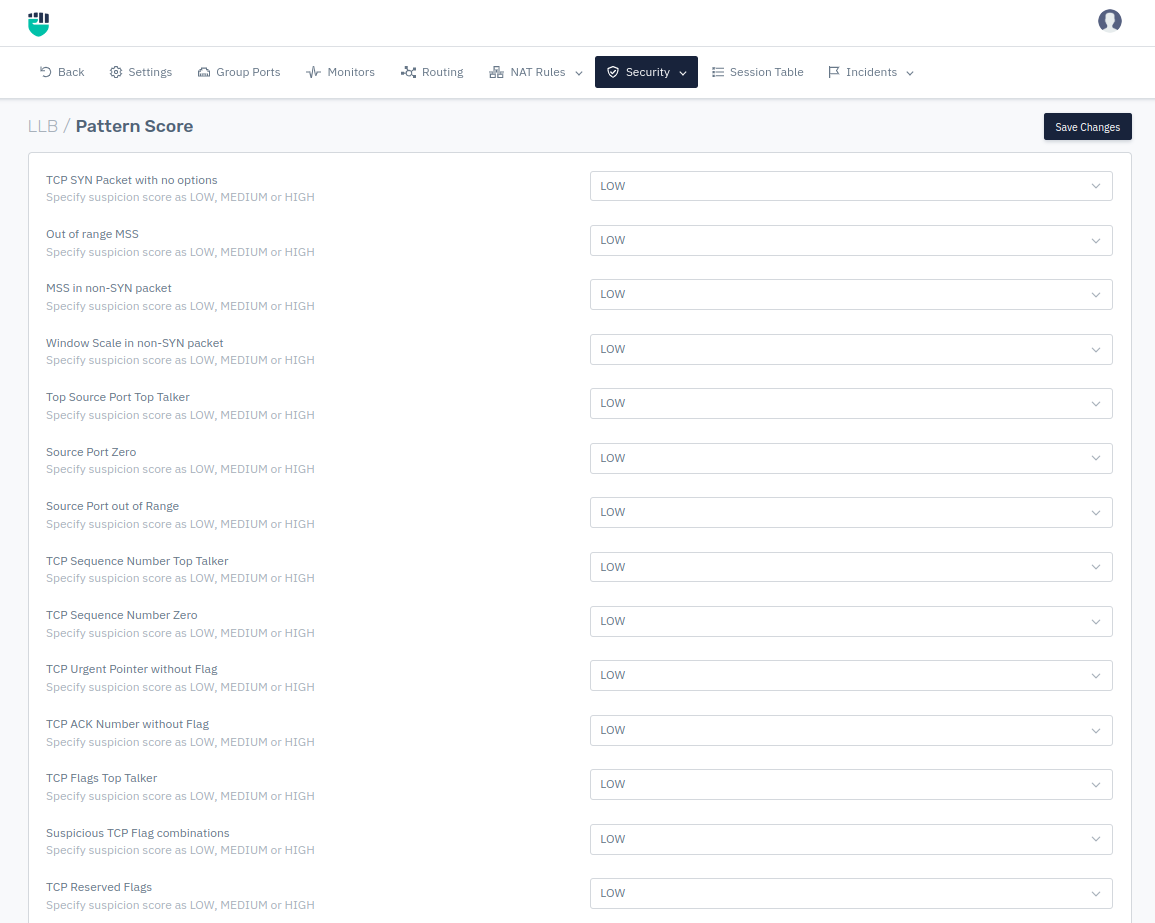 Back Settings Group Ports Monitors Routing NAT Rules Security Session Table Incidents
LLB / Pattern Score
Save Changes
TCP SYN Packet with no options
Specify suspicion score as LOW, MEDIUM or HIGH
LOW
Out of range MSS
Specify suspicion score as LOW, MEDIUM or HIGH
LOW
MSS in non-SYN packet
Specify suspicion score as LOW, MEDIUM or HIGH
LOW
Window Scale in non-SYN packet
Specify suspicion score as LOW, MEDIUM or HIGH
LOW
Top Source Port Top Talker
Specify suspicion score as LOW, MEDIUM or HIGH
LOW
Source Port Zero
Specify suspicion score as LOW, MEDIUM or HIGH
LOW
Source Port out of Range
Specify suspicion score as LOW, MEDIUM or HIGH
LOW
TCP Sequence Number Top Talker
Specify suspicion score as LOW, MEDIUM or HIGH
LOW
TCP Sequence Number Zero
Specify suspicion score as LOW, MEDIUM or HIGH
LOW
TCP Urgent Pointer without Flag
Specify suspicion score as LOW, MEDIUM or HIGH
LOW
TCP ACK Number without Flag
Specify suspicion score as LOW, MEDIUM or HIGH
LOW
TCP Flags Top Talker
Specify suspicion score as LOW, MEDIUM or HIGH
LOW
Suspicious TCP Flag combinations
Specify suspicion score as LOW, MEDIUM or HIGH
LOW
TCP Reserved Flags
Specify suspicion score as LOW, MEDIUM or HIGH
LOW